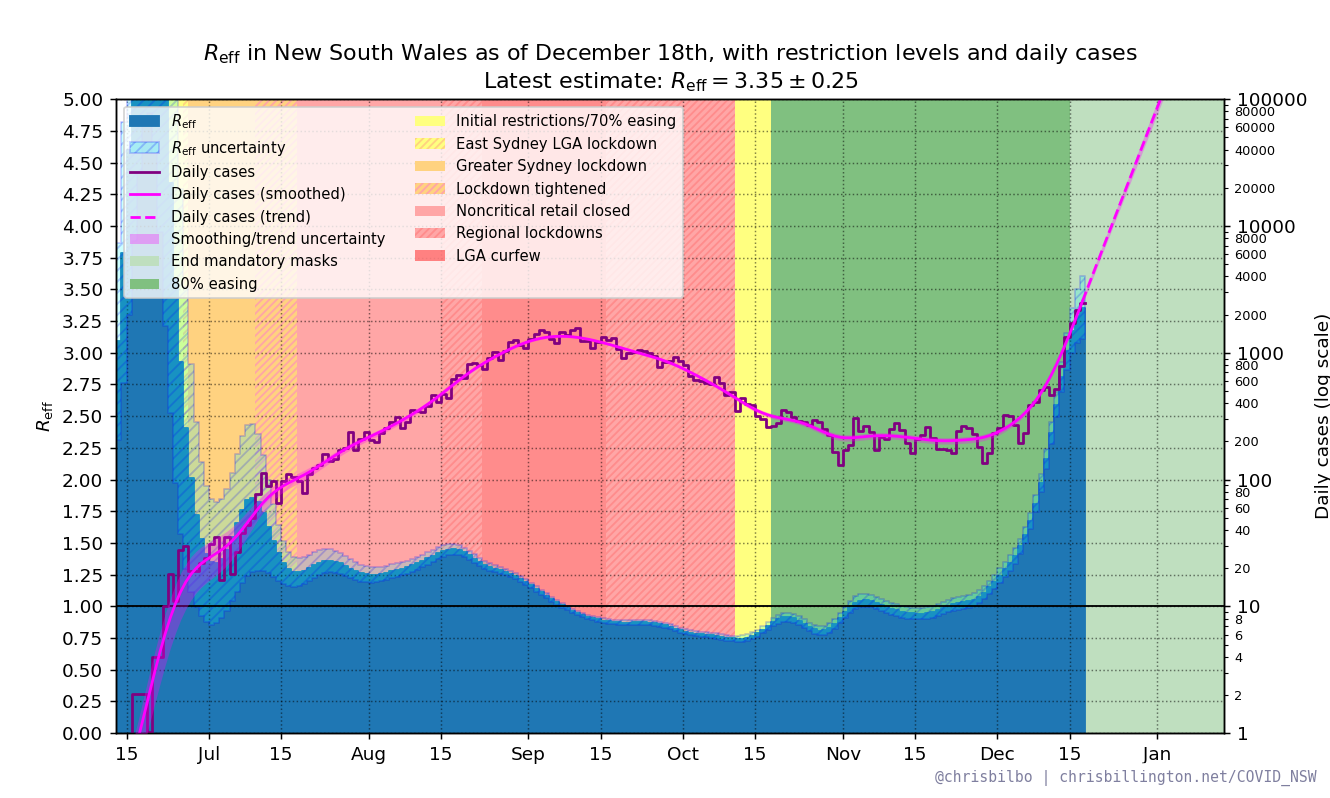 R_eff in New South Wales as of December 18th, with restriction levels and daily cases
Latest estimate: R_eff = 3.35 ± 0.25
R_eff
R_eff uncertainty
Daily cases
Daily cases (smoothed)
Daily cases (trend)
Smoothing/trend uncertainty
End mandatory masks
80% easing
Initial restrictions/70% easing
East Sydney LGA lockdown
Greater Sydney lockdown
Lockdown tightened
Noncritical retail closed
Regional lockdowns
LGA curfew
R_eff
5.00
4.75
4.50
4.25
4.00
3.75
3.50
3.25
3.00
2.75
2.50
2.25
2.00
1.75
1.50
1.25
1.00
0.75
0.50
0.25
0.00
100000
80000
60000
40000
20000
10000
8000
6000
4000
2000
1000
800
600
400
200
100
80
60
40
20
10
8
6
4
2
1
Daily cases (log scale)
15 Jul 15 Aug 15 Sep 15 Oct 15 Nov 15 Dec 15 Jan
@chrisbilbo | chrisbillington.net/COVID_NSW